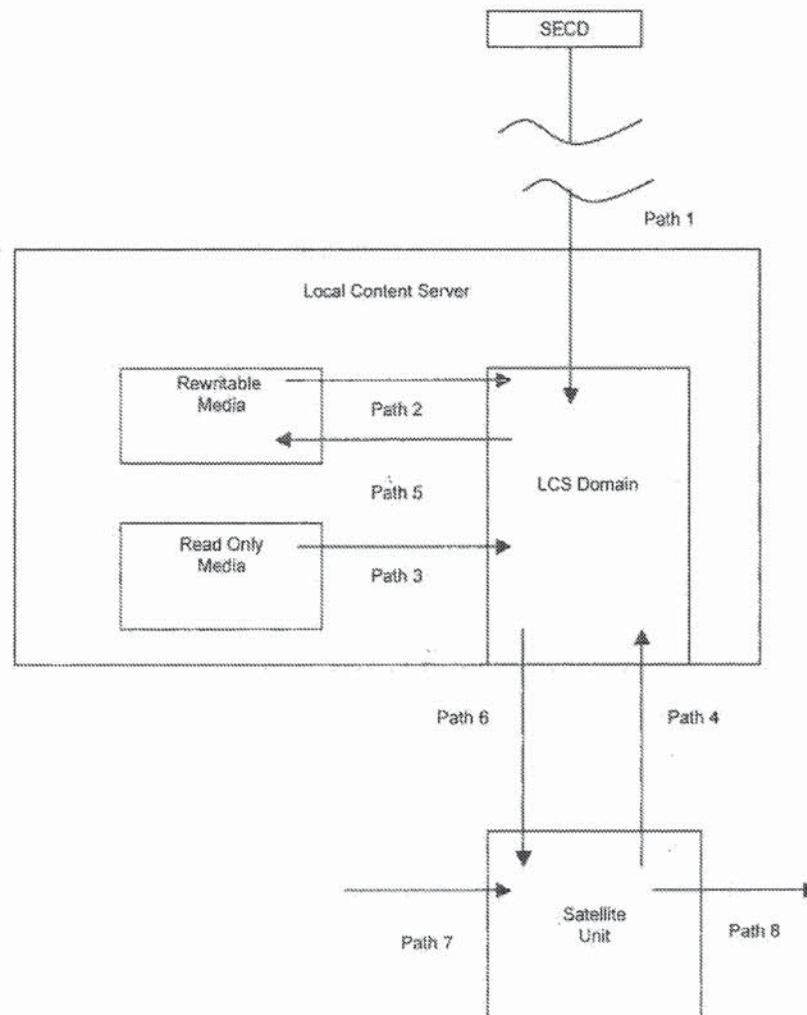 SECD
Path 1
Local Content Server
Rewritable
Media
Path 2
Path 5
LCS Domain
Read Only
Media
Path 3
Path 6
Path 4
Path 7
Satellite
Unit
Path 8